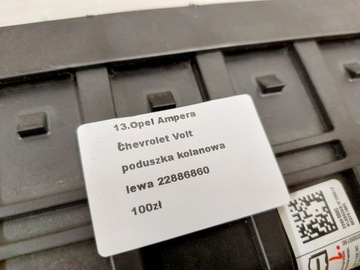 13.Opel Ampera
Chevrolet Volt
poduszka kolanowa
lewa 22886860
100zł